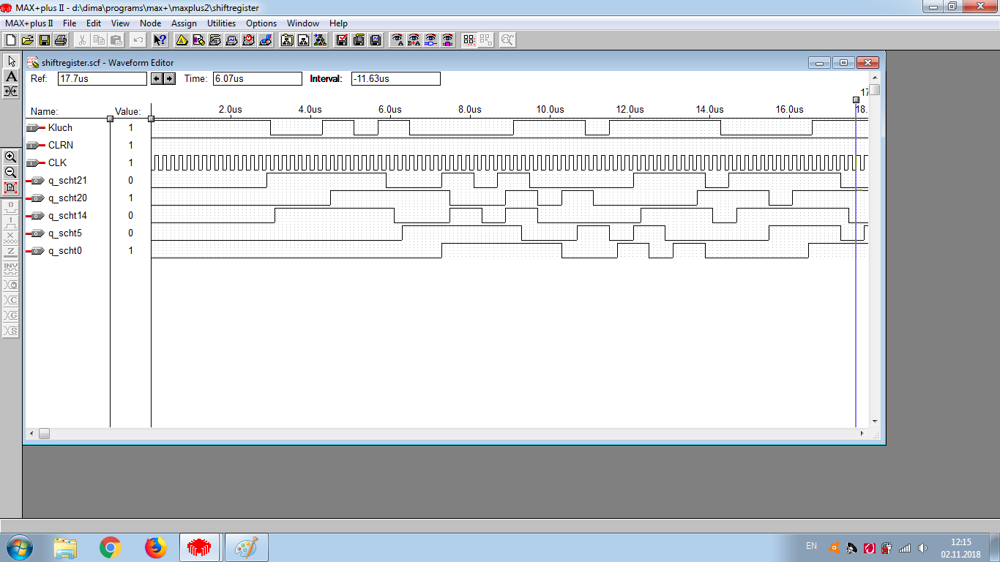 MAX+plus II - d:\dima\programs\max+\maxplus2\shiftregister
MAX+plus II File Edit View Node Assign Utilities Options Window Help
shiftregister.scf - Waveform Editor
Ref: 17.7us Time: 6.07us Interval: -11.63us
17
Name: Value: 2.0us 4.0us 6.0us 8.0us 10.0us 12.0us 14.0us 16.0us 18.
Kluch 1
CLRN 1
CLK 1
q_scht21 0
q_scht20 1
q_scht14 0
q_scht5 0
q_scht0 1
EN 12:15
02.11.2018